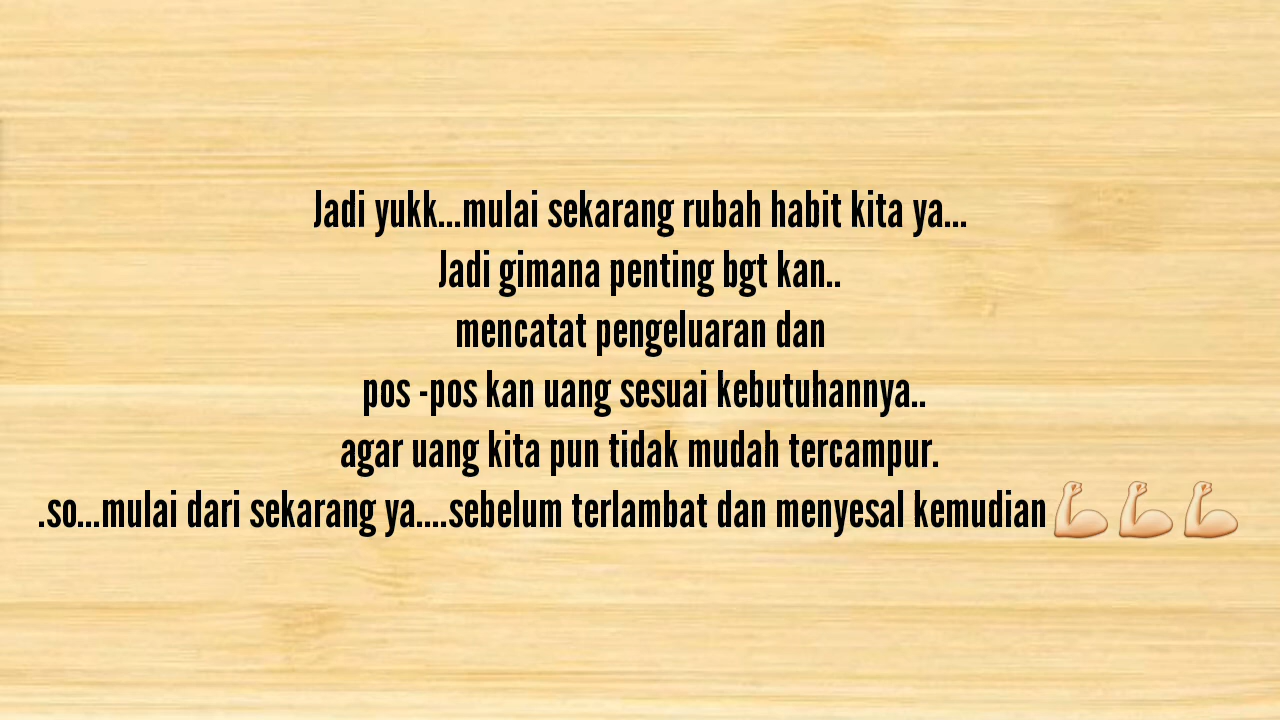 Jadi yukk...mulai sekarang rubah habit kita ya...
Jadi gimana penting bgt kan..
mencatat pengeluaran dan
pos -pos kan uang sesuai kebutuhannya..
agar uang kita pun tidak mudah tercampur.
.so...mulai dari sekarang ya....sebelum terlambat dan menyesal kemudian💪💪💪